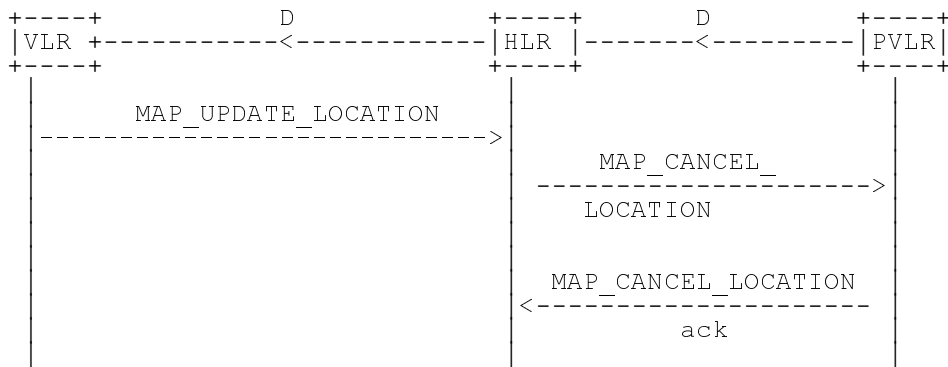 D D
VLR HLR PVLR
MAP_UPDATE_LOCATION
MAP_CANCEL_
LOCATION
MAP_CANCEL_LOCATION
ack